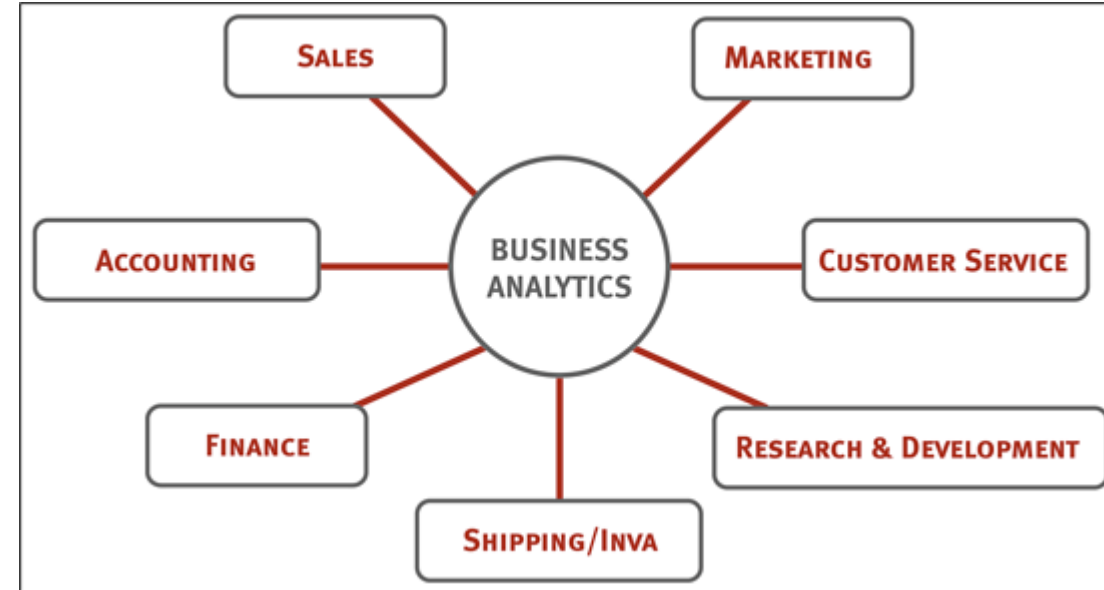 SALES
MARKETING
BUSINESS
ANALYTICS
ACCOUNTING
CUSTOMER SERVICE
FINANCE
RESEARCH & DEVELOPMENT
SHIPPING/INVA